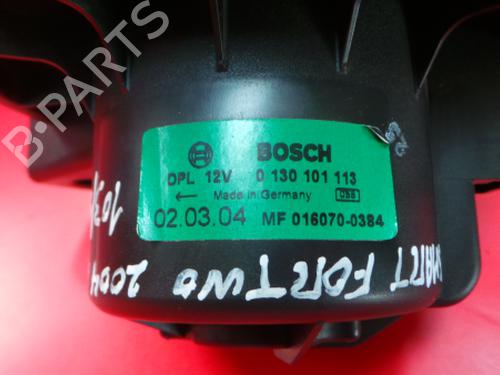 B-PARTS
BOSCH
DPL 12V 0 130 101 113
Made in Germany
02.03.04 MF 016070-0384
FORTWO 2004